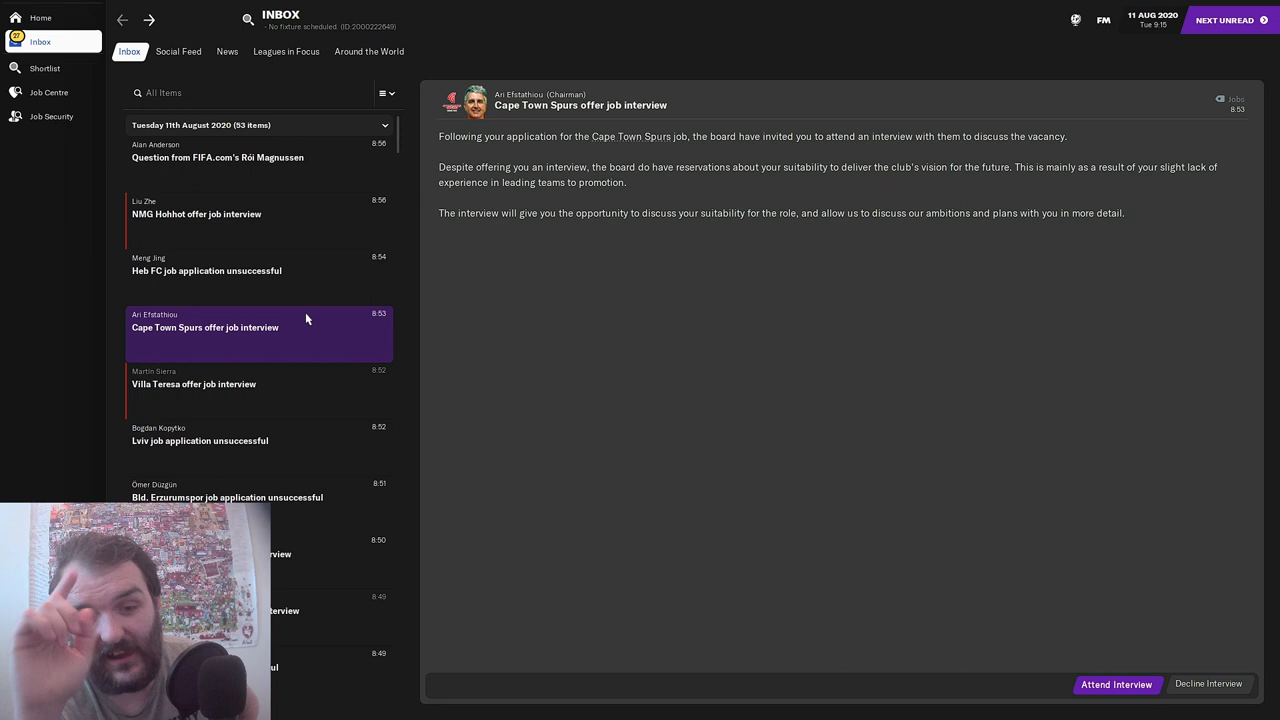 Home
27
Inbox
Shortlist
Job Centre
Job Security
INBOX
- No fixture scheduled. (ID:2000222649)
FM
11 AUG 2020
Tue 9:15
NEXT UNREAD
Inbox
Social Feed
News
Leagues in Focus
Around the World
All Items
Tuesday 11th August 2020 (53 items)
Alan Anderson
8:56
Question from FIFA.com's Rói Magnussen
Liu Zhe
8:56
NMG Hohhot offer job interview
Meng Jing
8:54
Heb FC job application unsuccessful
Ari Efstathiou
8:53
Cape Town Spurs offer job interview
Martín Sierra
8:52
Villa Teresa offer job interview
Bogdan Kopytko
8:52
Lviv job application unsuccessful
Ömer Düzgün
8:51
Bld. Erzurumspor job application unsuccessful
8:50
8:49
8:49
Ari Efstathiou (Chairman)
Cape Town Spurs offer job interview
Jobs
8:53
Following your application for the Cape Town Spurs job, the board have invited you to attend an interview with them to discuss the vacancy.
Despite offering you an interview, the board do have reservations about your suitability to deliver the club's vision for the future. This is mainly as a result of your slight lack of
experience in leading teams to promotion.
The interview will give you the opportunity to discuss your suitability for the role, and allow us to discuss our ambitions and plans with you in more detail.
Attend Interview
Decline Interview